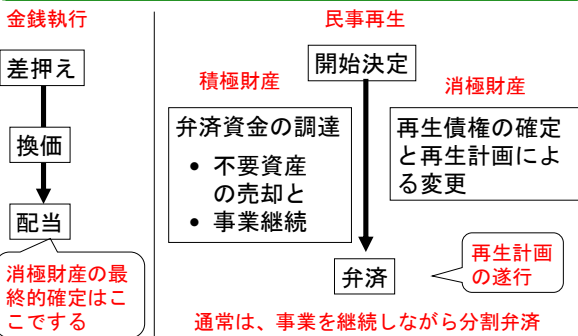 金銭執行
差押え
換価
配当
消極財産の最
終的確定はこ
こでする
民事再生
開始決定
積極財産
消極財産
弁済資金の調達
• 不要資産
の売却と
• 事業継続
再生債権の確定
と再生計画によ
る変更
弁済
再生計画
の遂行
通常は、事業を継続しながら分割弁済